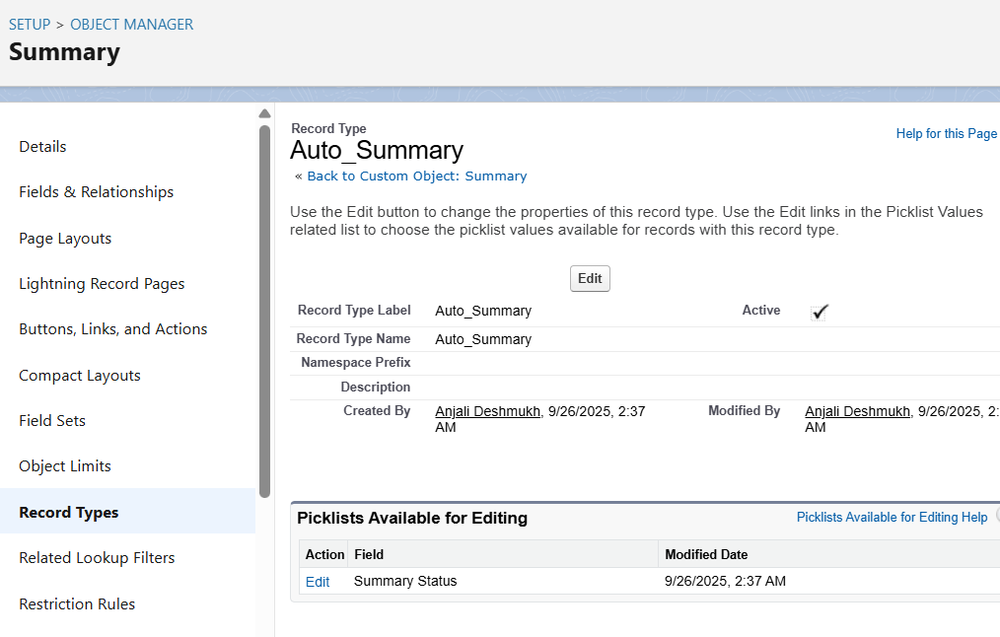 SETUP > OBJECT MANAGER
Summary
Details
Fields & Relationships
Page Layouts
Lightning Record Pages
Buttons, Links, and Actions
Compact Layouts
Field Sets
Object Limits
Record Types
Related Lookup Filters
Restriction Rules
Record Type
Auto_Summary
Help for this Page
« Back to Custom Object: Summary
Use the Edit button to change the properties of this record type. Use the Edit links in the Picklist Values
related list to choose the picklist values available for records with this record type.
Edit
Record Type Label Auto_Summary Active
Record Type Name Auto_Summary
Namespace Prefix
Description
Created By Anjali Deshmukh, 9/26/2025, 2:37 Modified By Anjali Deshmukh, 9/26/2025, 2:
AM AM
Picklists Available for Editing Picklists Available for Editing Help
Action Field Modified Date
Edit Summary Status 9/26/2025, 2:37 AM